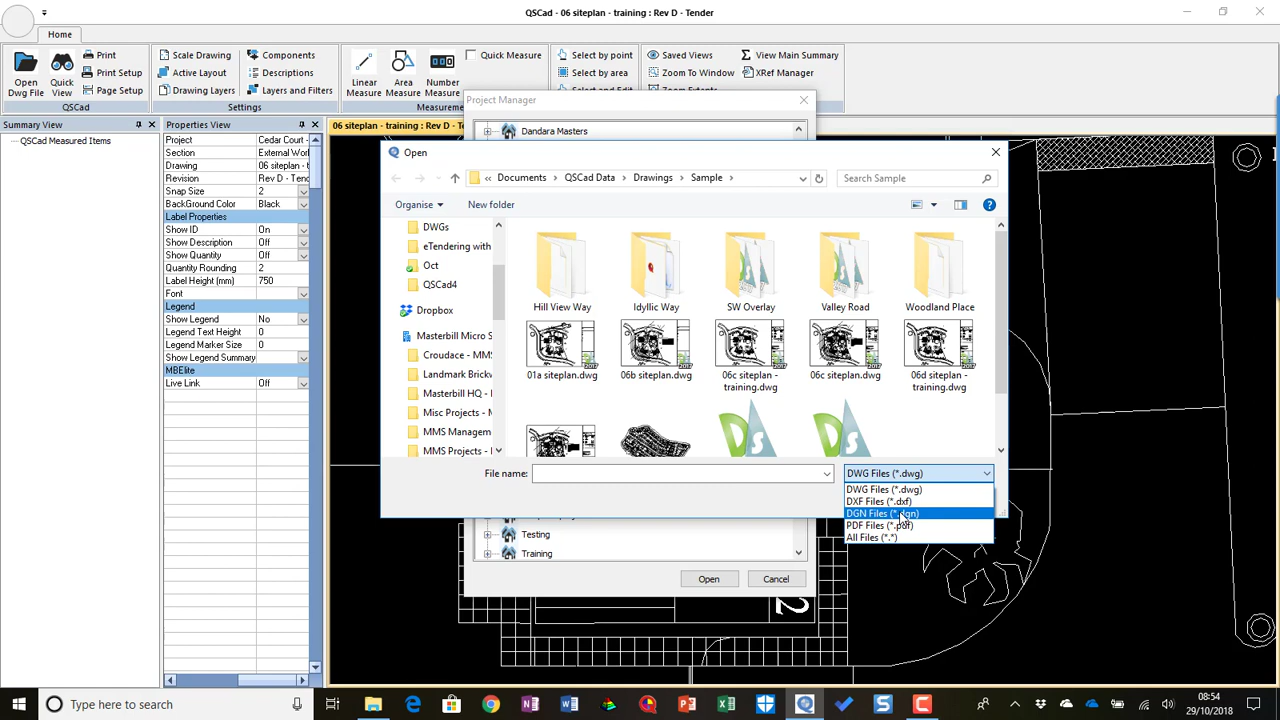 QSCad - 06 siteplan - training : Rev D - Tender
Home
Open Dwg File
Quick View
Print
Print Setup
Page Setup
QSCad
Scale Drawing
Active Layout
Drawing Layers
Components
Descriptions
Layers and Filters
Settings
Linear Measure
Area Measure
Number Measure
Quick Measure
Select by point
Select by area
Saved Views
Zoom To Window
View Main Summary
XRef Manager
Summary View
QSCad Measured Items
Properties View
Project Cedar Court -
Section External Wor
Drawing 06 siteplan -
Revision Rev D - Tend
Snap Size 2
BackGround Color Black
Label Properties
Show ID On
Show Description Off
Show Quantity Off
Quantity Rounding 2
Label Height (mm) 750
Font
Legend
Show Legend No
Legend Text Height 0
Legend Marker Size 0
Show Legend Summary
MBElite
Live Link Off
06 siteplan - training : Rev D - Te
Project Manager
Dandara Masters
Open
« Documents > QSCad Data > Drawings > Sample >
Search Sample
Organise
New folder
DWGs
eTendering with
Oct
QSCad4
Dropbox
Masterbill Micro S
Croudace - MMS
Landmark Brickw
Masterbill HQ - M
Misc Projects - M
MMS Managem
MMS Projects - M
Hill View Way
Idyllic Way
SW Overlay
Valley Road
Woodland Place
01a siteplan.dwg
06b siteplan.dwg
06c siteplan - training.dwg
06c siteplan.dwg
06d siteplan - training.dwg
File name:
DWG Files (*.dwg)
DWG Files (*.dwg)
DXF Files (*.dxf)
DGN Files (*.dgn)
PDF Files (*.pdf)
All Files (*.*)
Testing
Training
Open
Cancel
2
Type here to search
08:54
29/10/2018